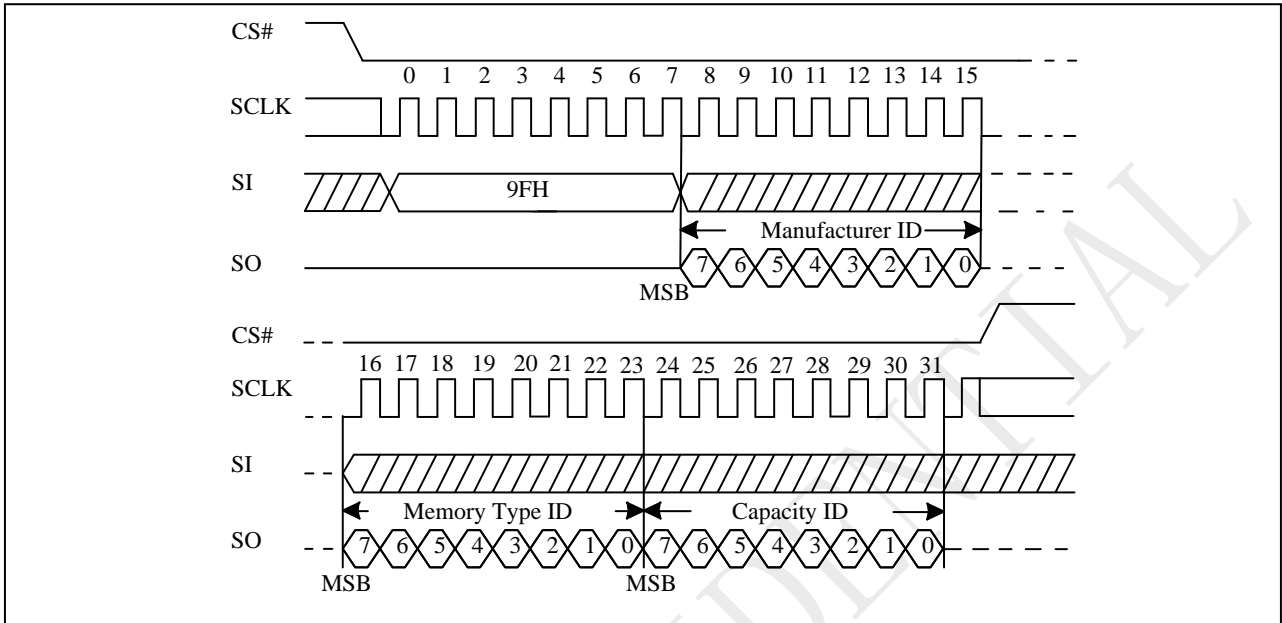 CS#
0 1 2 3 4 5 6 7 8 9 10 11 12 13 14 15
SCLK
SI 9FH
Manufacturer ID
SO 7 6 5 4 3 2 1 0
MSB
CS#
16 17 18 19 20 21 22 23 24 25 26 27 28 29 30 31
SCLK
SI
Memory Type ID Capacity ID
SO 7 6 5 4 3 2 1 0 7 6 5 4 3 2 1 0
MSB MSB